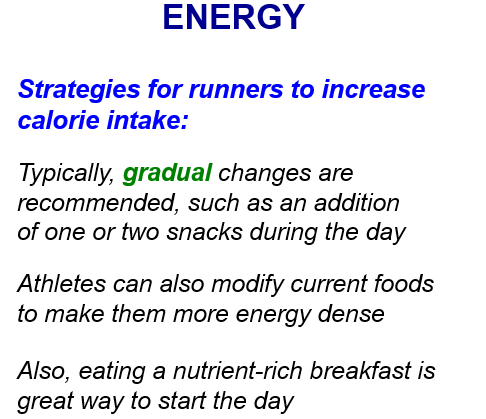 ENERGY
Strategies for runners to increase
calorie intake:
Typically, gradual changes are
recommended, such as an addition
of one or two snacks during the day
Athletes can also modify current foods
to make them more energy dense
Also, eating a nutrient-rich breakfast is
great way to start the day